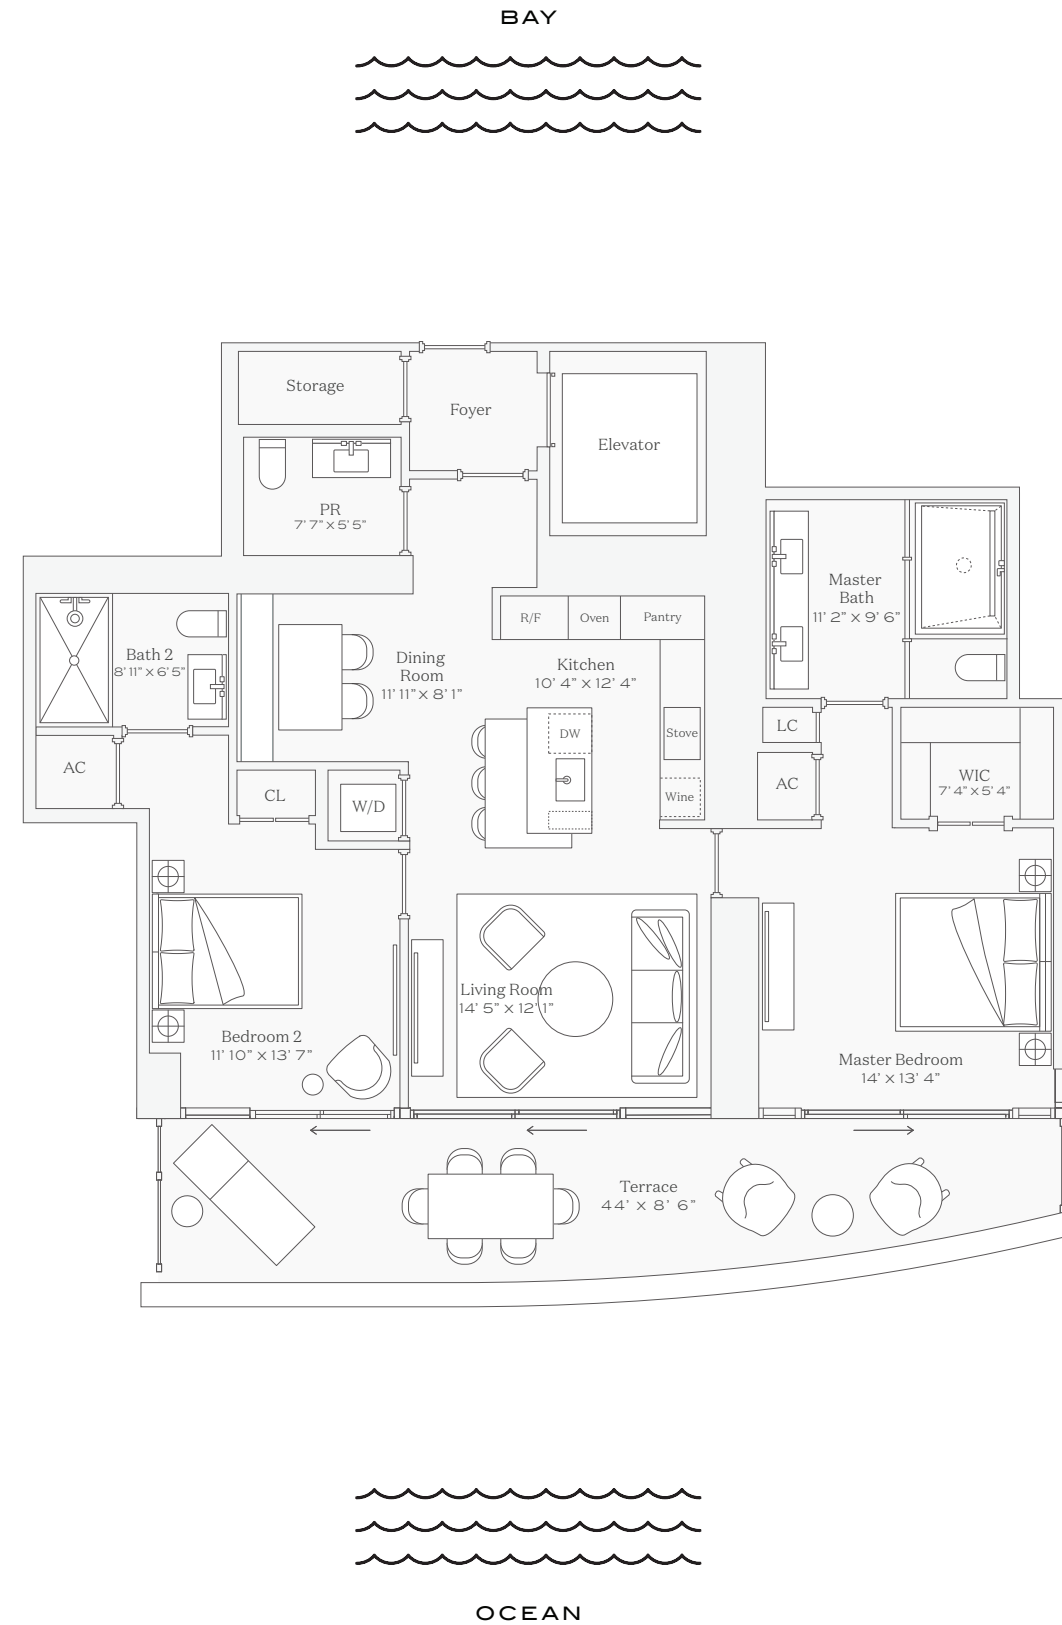 BAY
Storage
Foyer
Elevator
PR
7’ 7” x 5’ 5”
Master
Bath
11’ 2” x 9’ 6”
R/F
Oven
Pantry
Bath 2
8’ 11” x 6’ 5”
Dining
Room
11’ 11” x 8’ 1”
Kitchen
10’ 4” x 12’ 4”
DW
Stove
LC
AC
AC
WIC
7’ 4” x 5’ 4”
CL
W/D
Wine
Living Room
14’ 5” x 12’ 1”
Bedroom 2
11’ 10” x 13’ 7”
Master Bedroom
14’ x 13’ 4”
Terrace
44’ x 8’ 6”
OCEAN